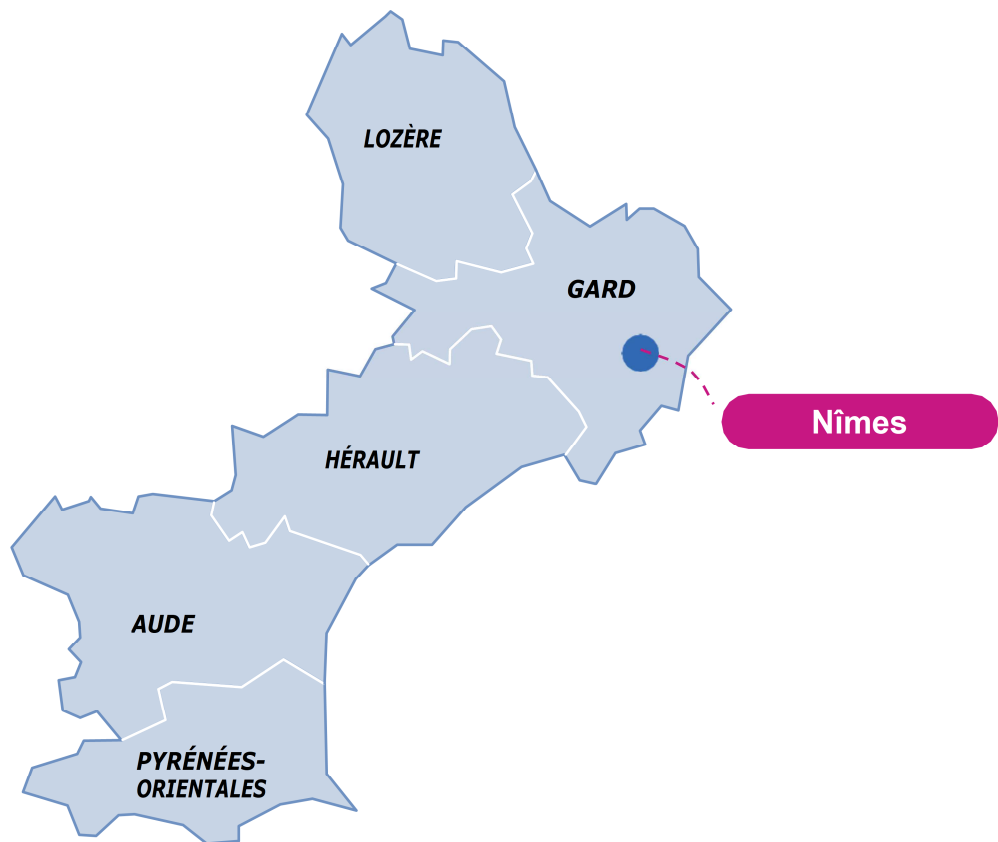 LOZÈRE
GARD
Nîmes
HÉRAULT
AUDE
PYRÉNÉES-
ORIENTALES